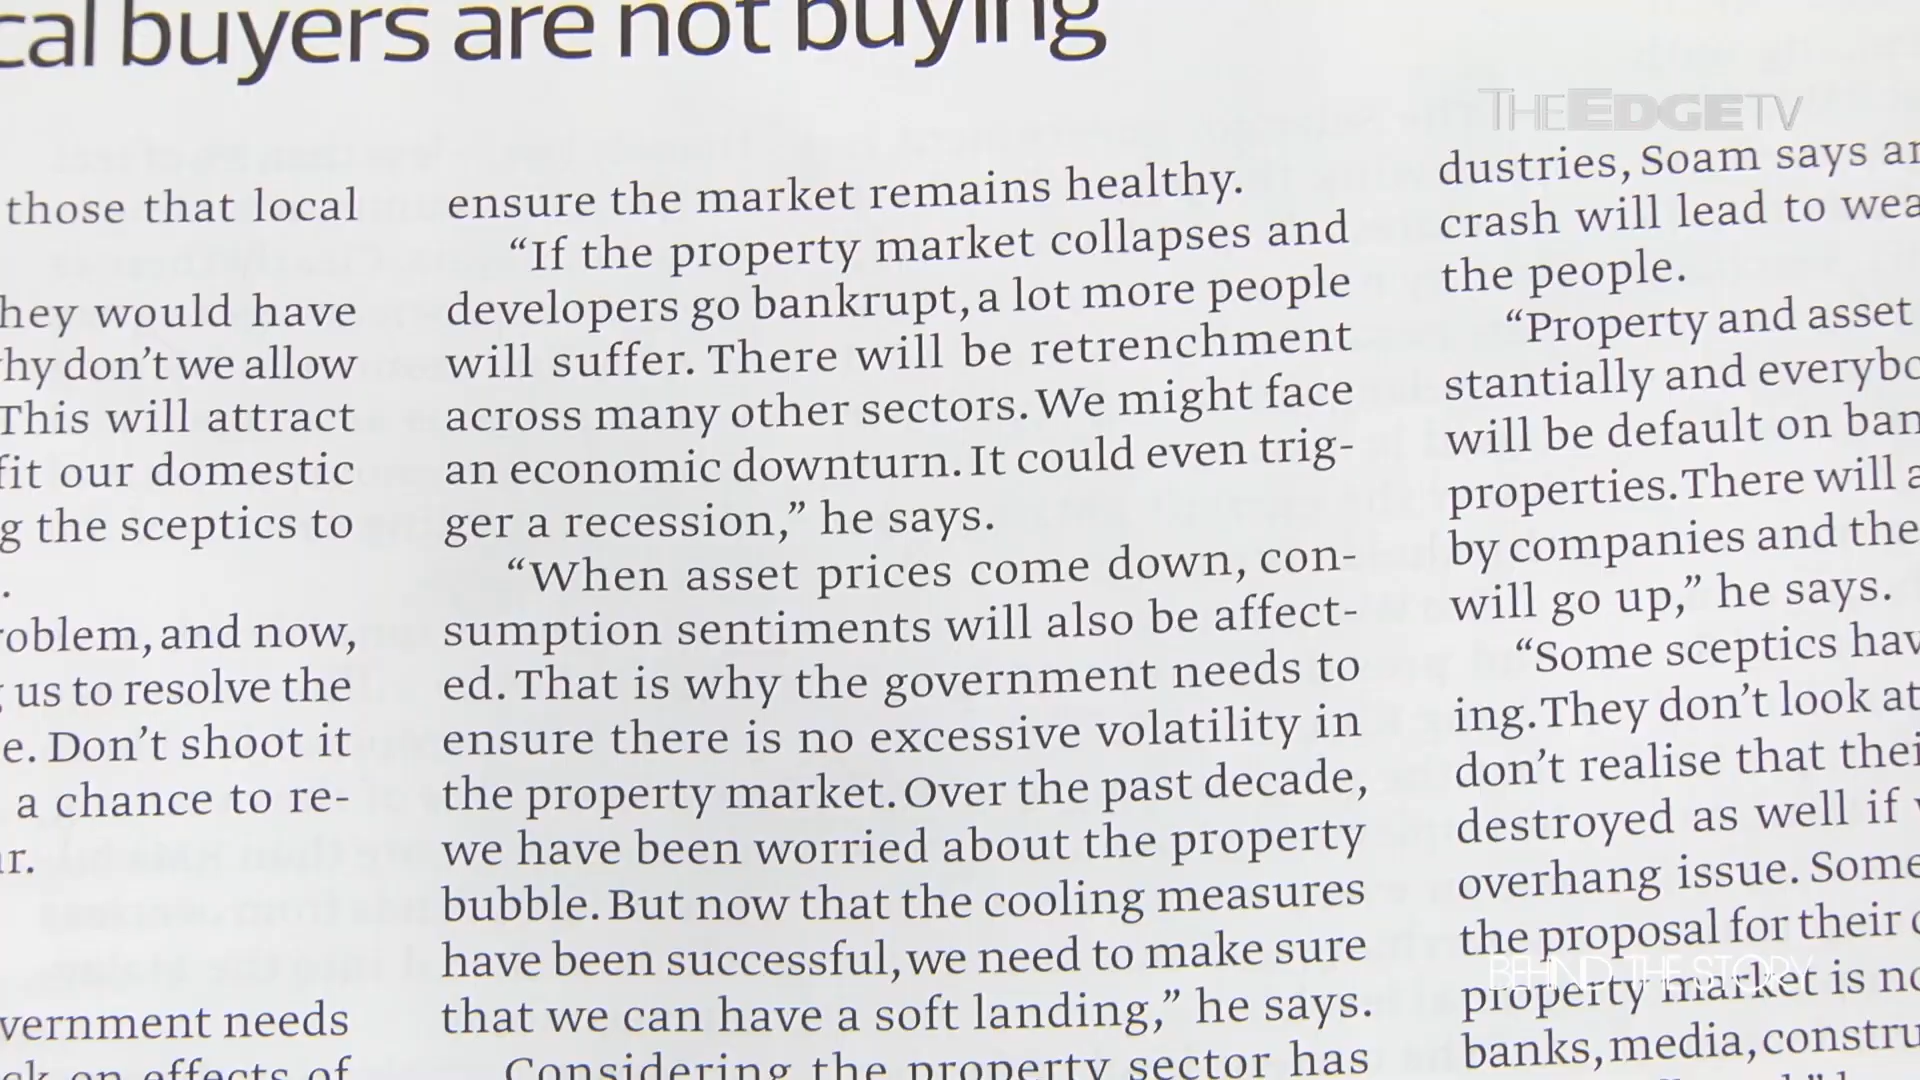 cal buyers are not buying
THEEDGETV
those that local
hey would have
hy don't we allow
This will attract
fit our domestic
g the sceptics to
.
roblem, and now,
us to resolve the
e. Don't shoot it
a chance to re-
ar.
vernment needs
ck on effects of
ensure the market remains healthy.
“If the property market collapses and
developers go bankrupt, a lot more people
will suffer. There will be retrenchment
across many other sectors. We might face
an economic downturn. It could even trig-
ger a recession,” he says.
“When asset prices come down, con-
sumption sentiments will also be affect-
ed. That is why the government needs to
ensure there is no excessive volatility in
the property market. Over the past decade,
we have been worried about the property
bubble. But now that the cooling measures
have been successful, we need to make sure
that we can have a soft landing,” he says.
Considering the property sector has
dustries, Soam says an
crash will lead to wea
the people.
“Property and asset
stantially and everybo
will be default on ban
properties. There will a
by companies and the
will go up,” he says.
“Some sceptics hav
ing. They don't look at
don't realise that thei
destroyed as well if
overhang issue. Some
the proposal for their
property market is no
banks, media, constru
BEHIND THE STORY